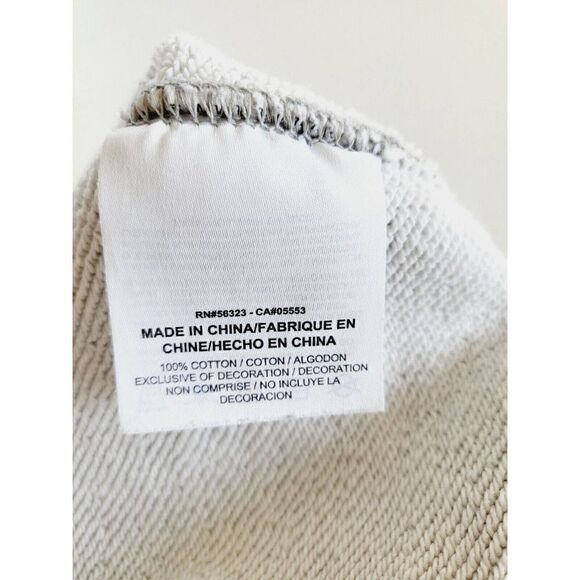 RN#56323 - CA#05553
MADE IN CHINA/FABRIQUE EN
CHINE/HECHO EN CHINA
100% COTTON / COTON / ALGODON
EXCLUSIVE OF DECORATION / DECORATION
NON COMPRISE / NO INCLUYE LA
DECORACION